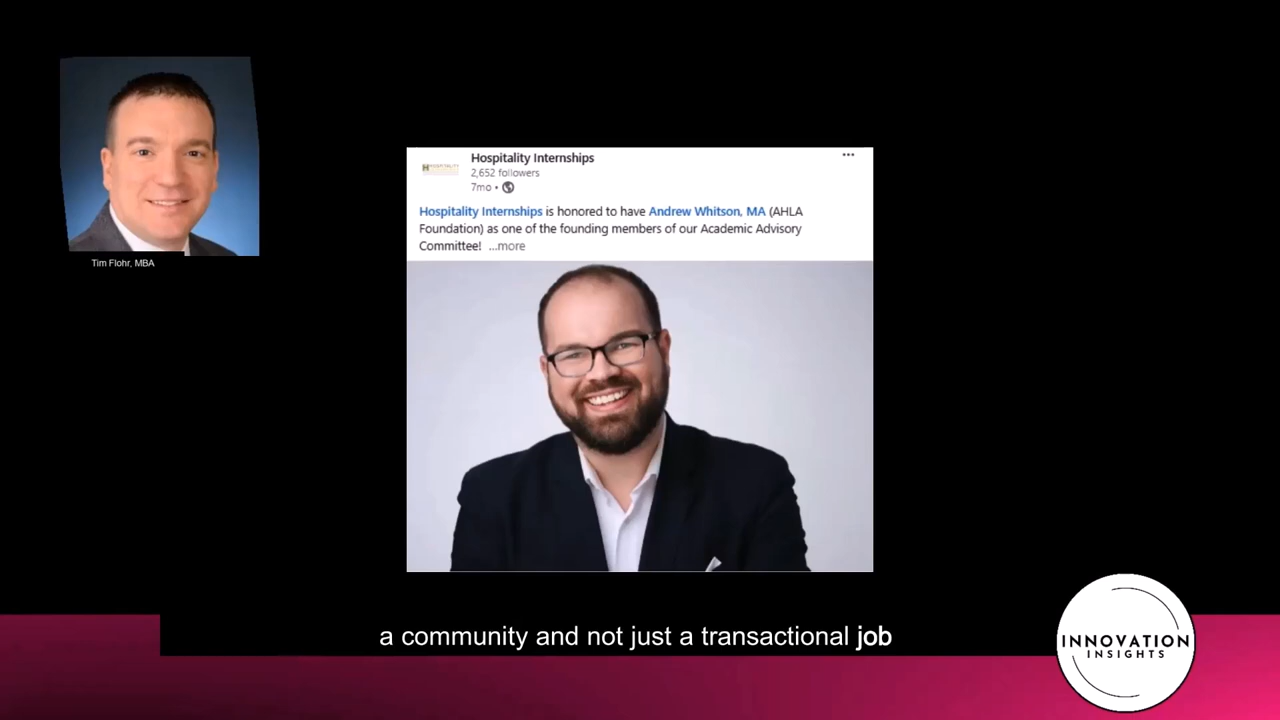 Tim Flohr, MBA
Hospitality Internships
2,652 followers
7mo •
Hospitality Internships is honored to have Andrew Whitson, MA (AHLA
Foundation) as one of the founding members of our Academic Advisory
Committee! ...more
a community and not just a transactional job
INNOVATION
INSIGHTS